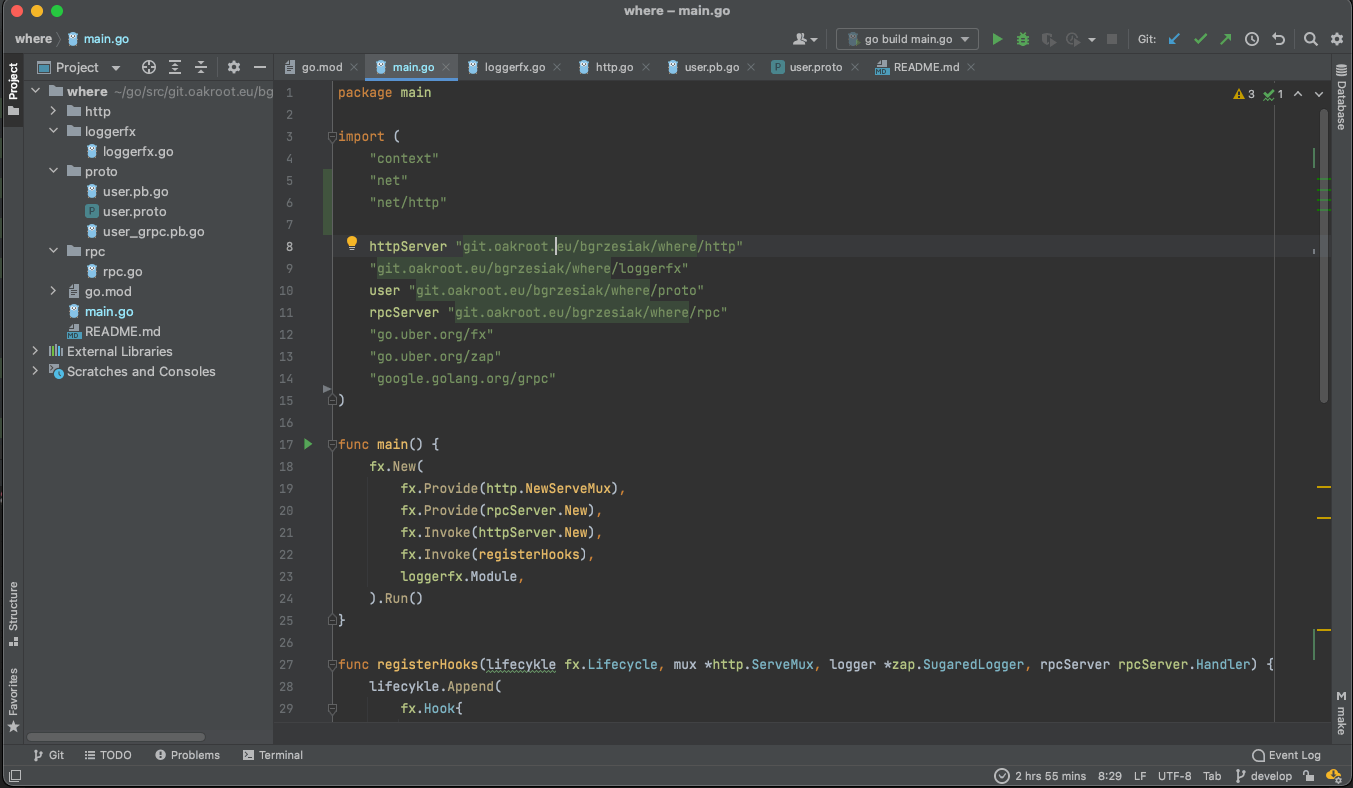 where – main.go
where main.go
go build main.go
Git:
Project
Project
go.mod
main.go
loggerfx.go
http.go
user.pb.go
user.proto
README.md
Database
where ~/go/src/git.oakroot.eu/bg
http
loggerfx
loggerfx.go
proto
user.pb.go
user.proto
user_grpc.pb.go
rpc
rpc.go
go.mod
main.go
README.md
External Libraries
Scratches and Consoles
3 1
1 package main
2
3 import (
4 "context"
5 "net"
6 "net/http"
7
8 httpServer "git.oakroot.eu/bgrzesiak/where/http"
9 "git.oakroot.eu/bgrzesiak/where/loggerfx"
10 user "git.oakroot.eu/bgrzesiak/where/proto"
11 rpcServer "git.oakroot.eu/bgrzesiak/where/rpc"
12 "go.uber.org/fx"
13 "go.uber.org/zap"
14 "google.golang.org/grpc"
15 )
16
17 func main() {
18 fx.New(
19 fx.Provide(http.NewServeMux),
20 fx.Provide(rpcServer.New),
21 fx.Invoke(httpServer.New),
22 fx.Invoke(registerHooks),
23 loggerfx.Module,
24 ).Run()
25 }
26
27 func registerHooks(lifecykle fx.Lifecycle, mux *http.ServeMux, logger *zap.SugaredLogger, rpcServer rpcServer.Handler) {
28 lifecykle.Append(
29 fx.Hook{
Structure
Favorites
make
Git
TODO
Problems
Terminal
Event Log
2 hrs 55 mins 8:29 LF UTF-8 Tab develop